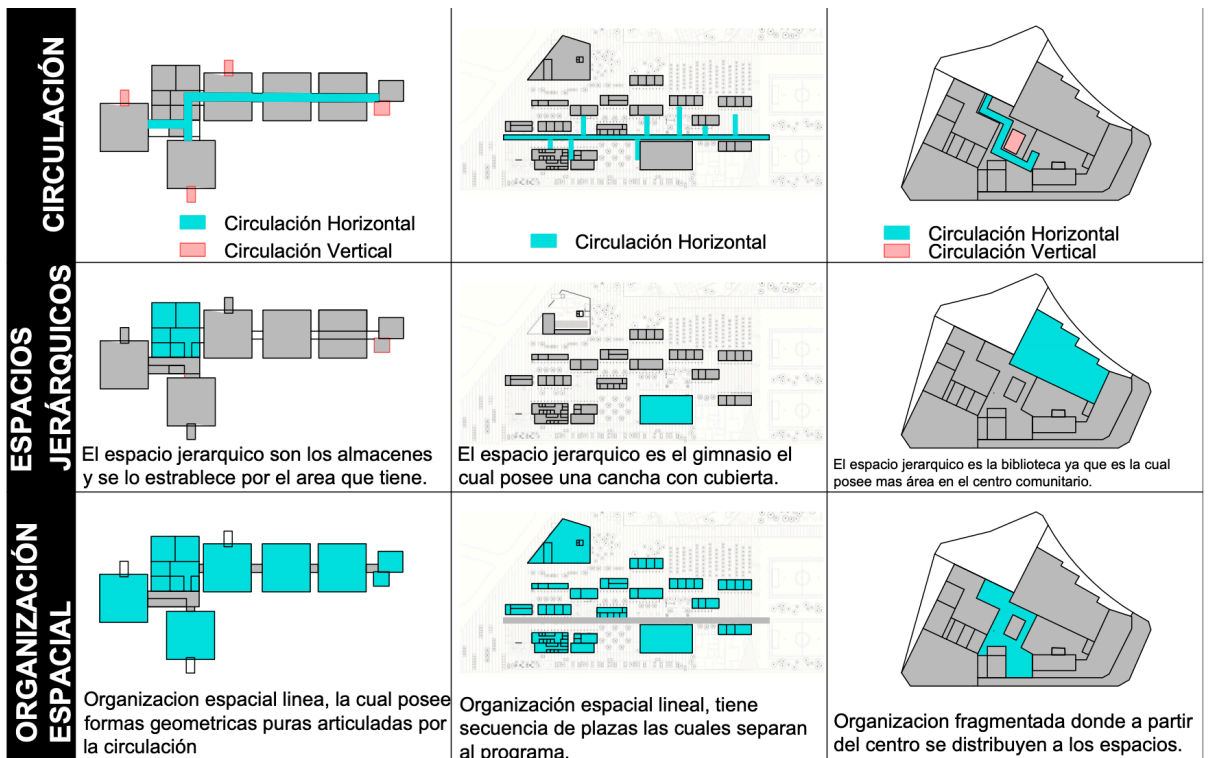 CIRCULACIÓN
Circulación Horizontal
Circulación Vertical
Circulación Horizontal
Circulación Horizontal
Circulación Vertical
ESPACIOS
JERÁRQUICOS
El espacio jerarquico son los almacenes
y se lo estrablece por el area que tiene.
El espacio jerarquico es el gimnasio el
cual posee una cancha con cubierta.
El espacio jerarquico es la biblioteca ya que es la cual
posee mas área en el centro comunitario.
ORGANIZACIÓN
ESPACIAL
Organizacion espacial linea, la cual posee
formas geometricas puras articuladas por
la circulación
Organización espacial lineal, tiene
secuencia de plazas las cuales separan
al programa.
Organizacion fragmentada donde a partir
del centro se distribuyen a los espacios.